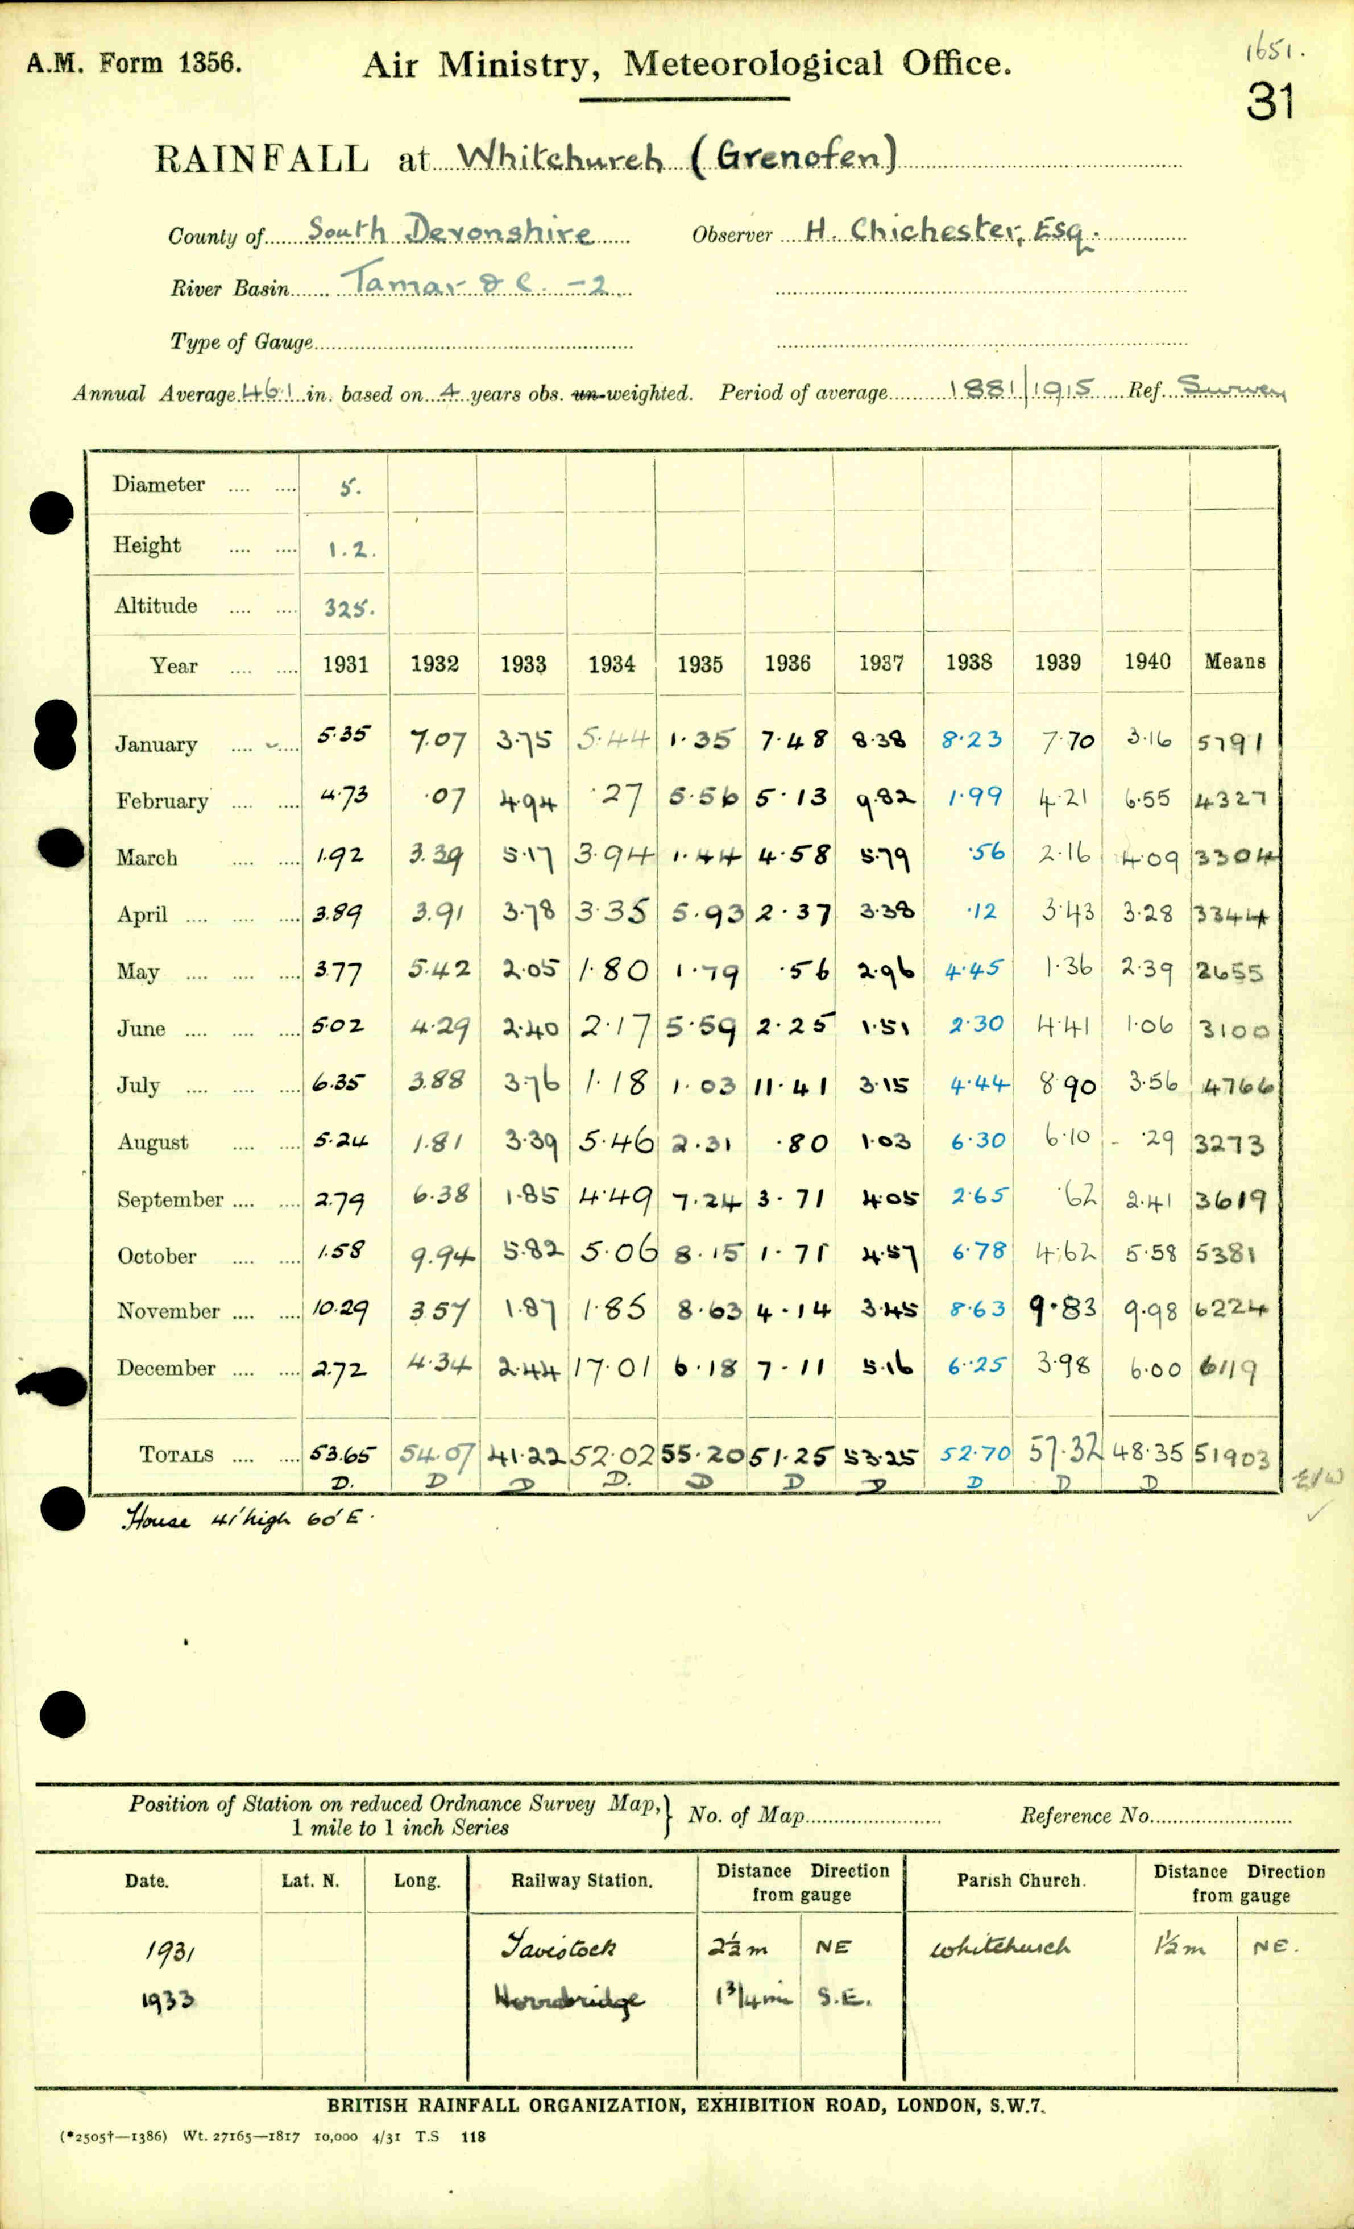 A.M. Form 1356.
Air Ministry, Meteorological Office.
1651.
31
RAINFALL at Whitchurch (Grenofen)
County of South Devonshire Observer H. Chichester, Esq.
River Basin Tamar &c. -2
Type of Gauge
Annual Average 46.1 in. based on 4 years obs. un-weighted. Period of average 1881/1915 Ref. Survey
Diameter 5.
Height 1.2.
Altitude 325.
Year 1931 1932 1933 1934 1935 1936 1937 1938 1939 1940 Means
January 5.35 7.07 3.75 5.44 1.35 7.48 8.38 8.23 7.70 3.16 5791
February 4.73 .07 4.94 .27 5.56 5.13 9.82 1.99 4.21 6.55 4327
March 1.92 3.39 5.17 3.94 1.44 4.58 5.79 .56 2.16 4.09 3304
April 3.89 3.91 3.78 3.35 5.93 2.37 3.38 .12 3.43 3.28 3344
May 3.77 5.42 2.05 1.80 1.79 .56 2.96 4.45 1.36 2.39 2655
June 5.02 4.29 2.40 2.17 5.59 2.25 1.51 2.30 4.41 1.06 3100
July 6.35 3.88 3.76 1.18 1.03 11.41 3.15 4.44 8.90 3.56 4766
August 5.24 1.81 3.39 5.46 2.31 .80 1.03 6.30 6.10 .29 3273
September 2.79 6.38 1.85 4.49 7.24 3.71 4.05 2.65 .62 2.41 3619
October 1.58 9.94 5.82 5.06 8.15 1.71 4.57 6.78 4.62 5.58 5381
November 10.29 3.57 1.87 1.85 8.63 4.14 3.45 8.63 9.83 9.98 6224
December 2.72 4.34 2.44 17.01 6.18 7.11 5.16 6.25 3.98 6.00 6119
TOTALS 53.65 54.07 41.22 52.02 55.20 51.25 53.25 52.70 57.32 48.35 51903
D. D D D. D D D D D D
House 41' high 60' E.
Position of Station on reduced Ordnance Survey Map, 1 mile to 1 inch Series } No. of Map Reference No.
Date. Lat. N. Long. Railway Station. Distance Direction from gauge Parish Church. Distance Direction from gauge
1931 Tavistock 2½ m NE Whitchurch 1½ m NE.
1933 Horrabridge 1 3/4 mi S.E.
BRITISH RAINFALL ORGANIZATION, EXHIBITION ROAD, LONDON, S.W.7.
(*2505†—1386) Wt. 27165—1817 10,000 4/31 T.S 118